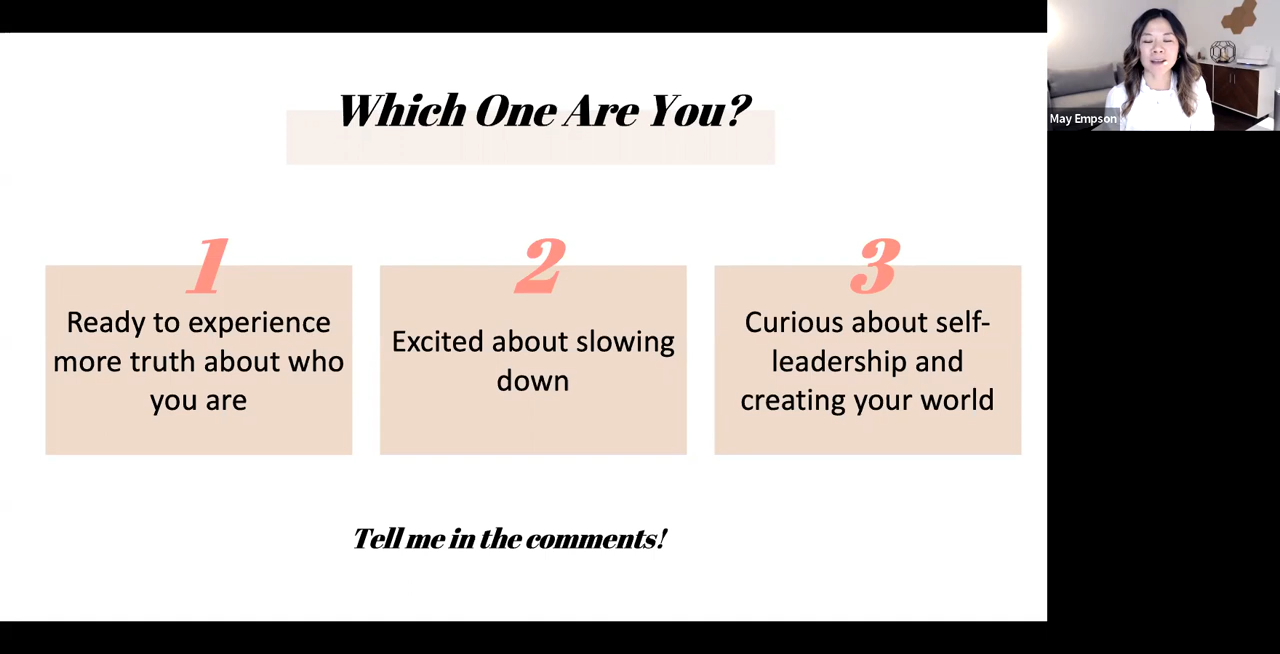 Which One Are You?
May Empson
1
Ready to experience
more truth about who
you are
2
Excited about slowing
down
3
Curious about self-
leadership and
creating your world
Tell me in the comments!